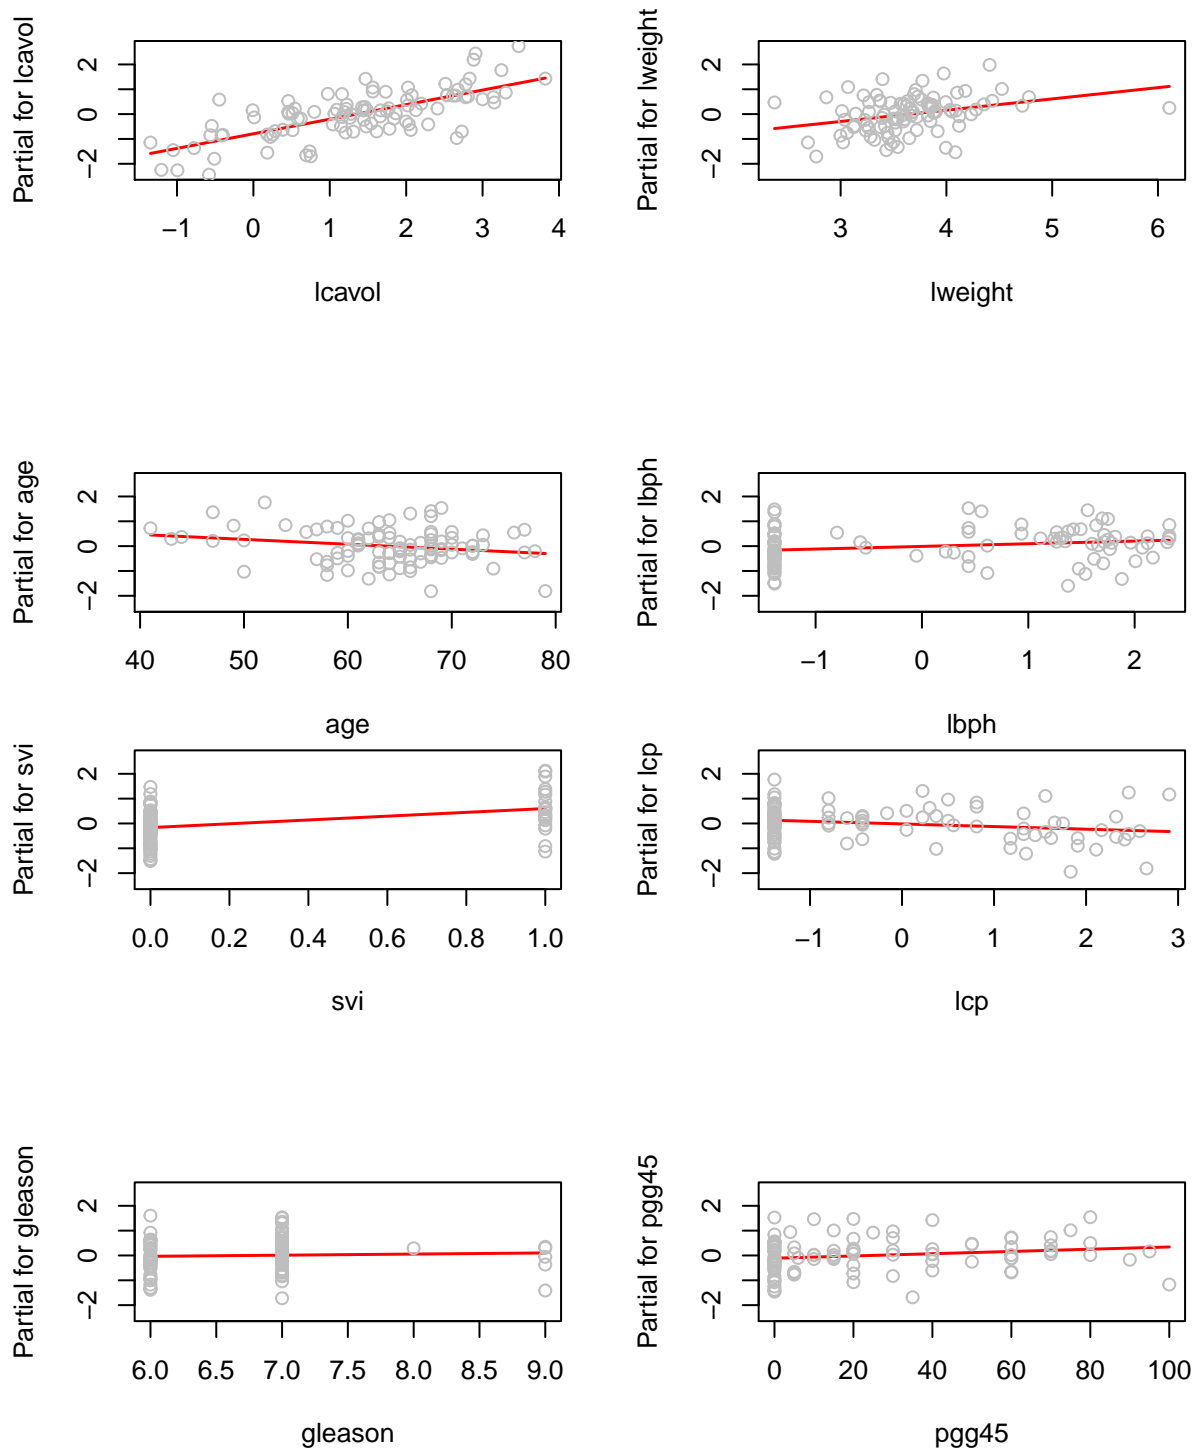 Partial for lcavol
−2 0 2
−1 0 1 2 3 4
lcavol
Partial for lweight
−2 0 2
3 4 5 6
lweight
Partial for age
−2 0 2
40 50 60 70 80
age
Partial for lbph
−2 0 2
−1 0 1 2
lbph
Partial for svi
−2 0 2
0.0 0.2 0.4 0.6 0.8 1.0
svi
Partial for lcp
−2 0 2
−1 0 1 2 3
lcp
Partial for gleason
−2 0 2
6.0 6.5 7.0 7.5 8.0 8.5 9.0
gleason
Partial for pgg45
−2 0 2
0 20 40 60 80 100
pgg45